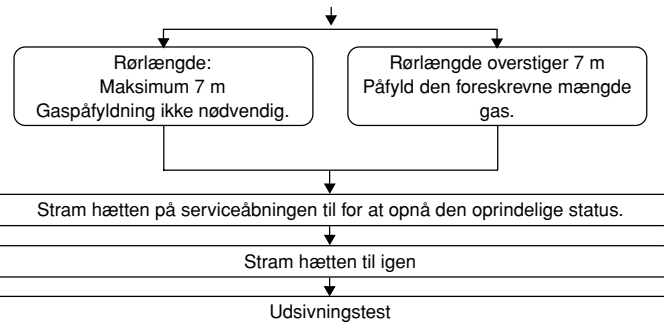 Rørlængde:
Maksimum 7 m
Gaspåfyldning ikke nødvendig.
Rørlængde overstiger 7 m
Påfyld den foreskrevne mængde
gas.
Stram hætten på serviceåbningen til for at opnå den oprindelige status.
Stram hætten til igen
Udsivningstest